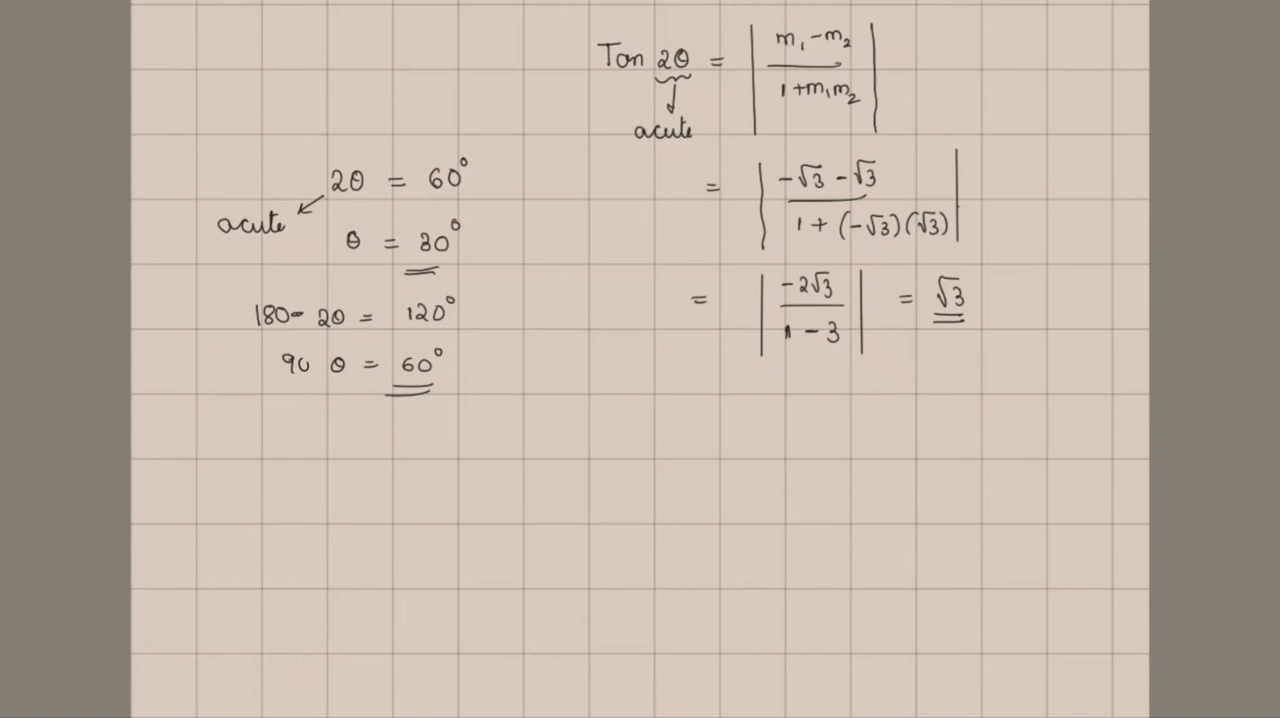 Tan 2θ = | m₁-m₂ / 1+m₁m₂ |
acute
= | -√3 -√3 / 1+ (-√3)(√3) |
= | -2√3 / 1-3 | = √3
2θ = 60°
acute
θ = 30°
180- 2θ = 120°
90 θ = 60°